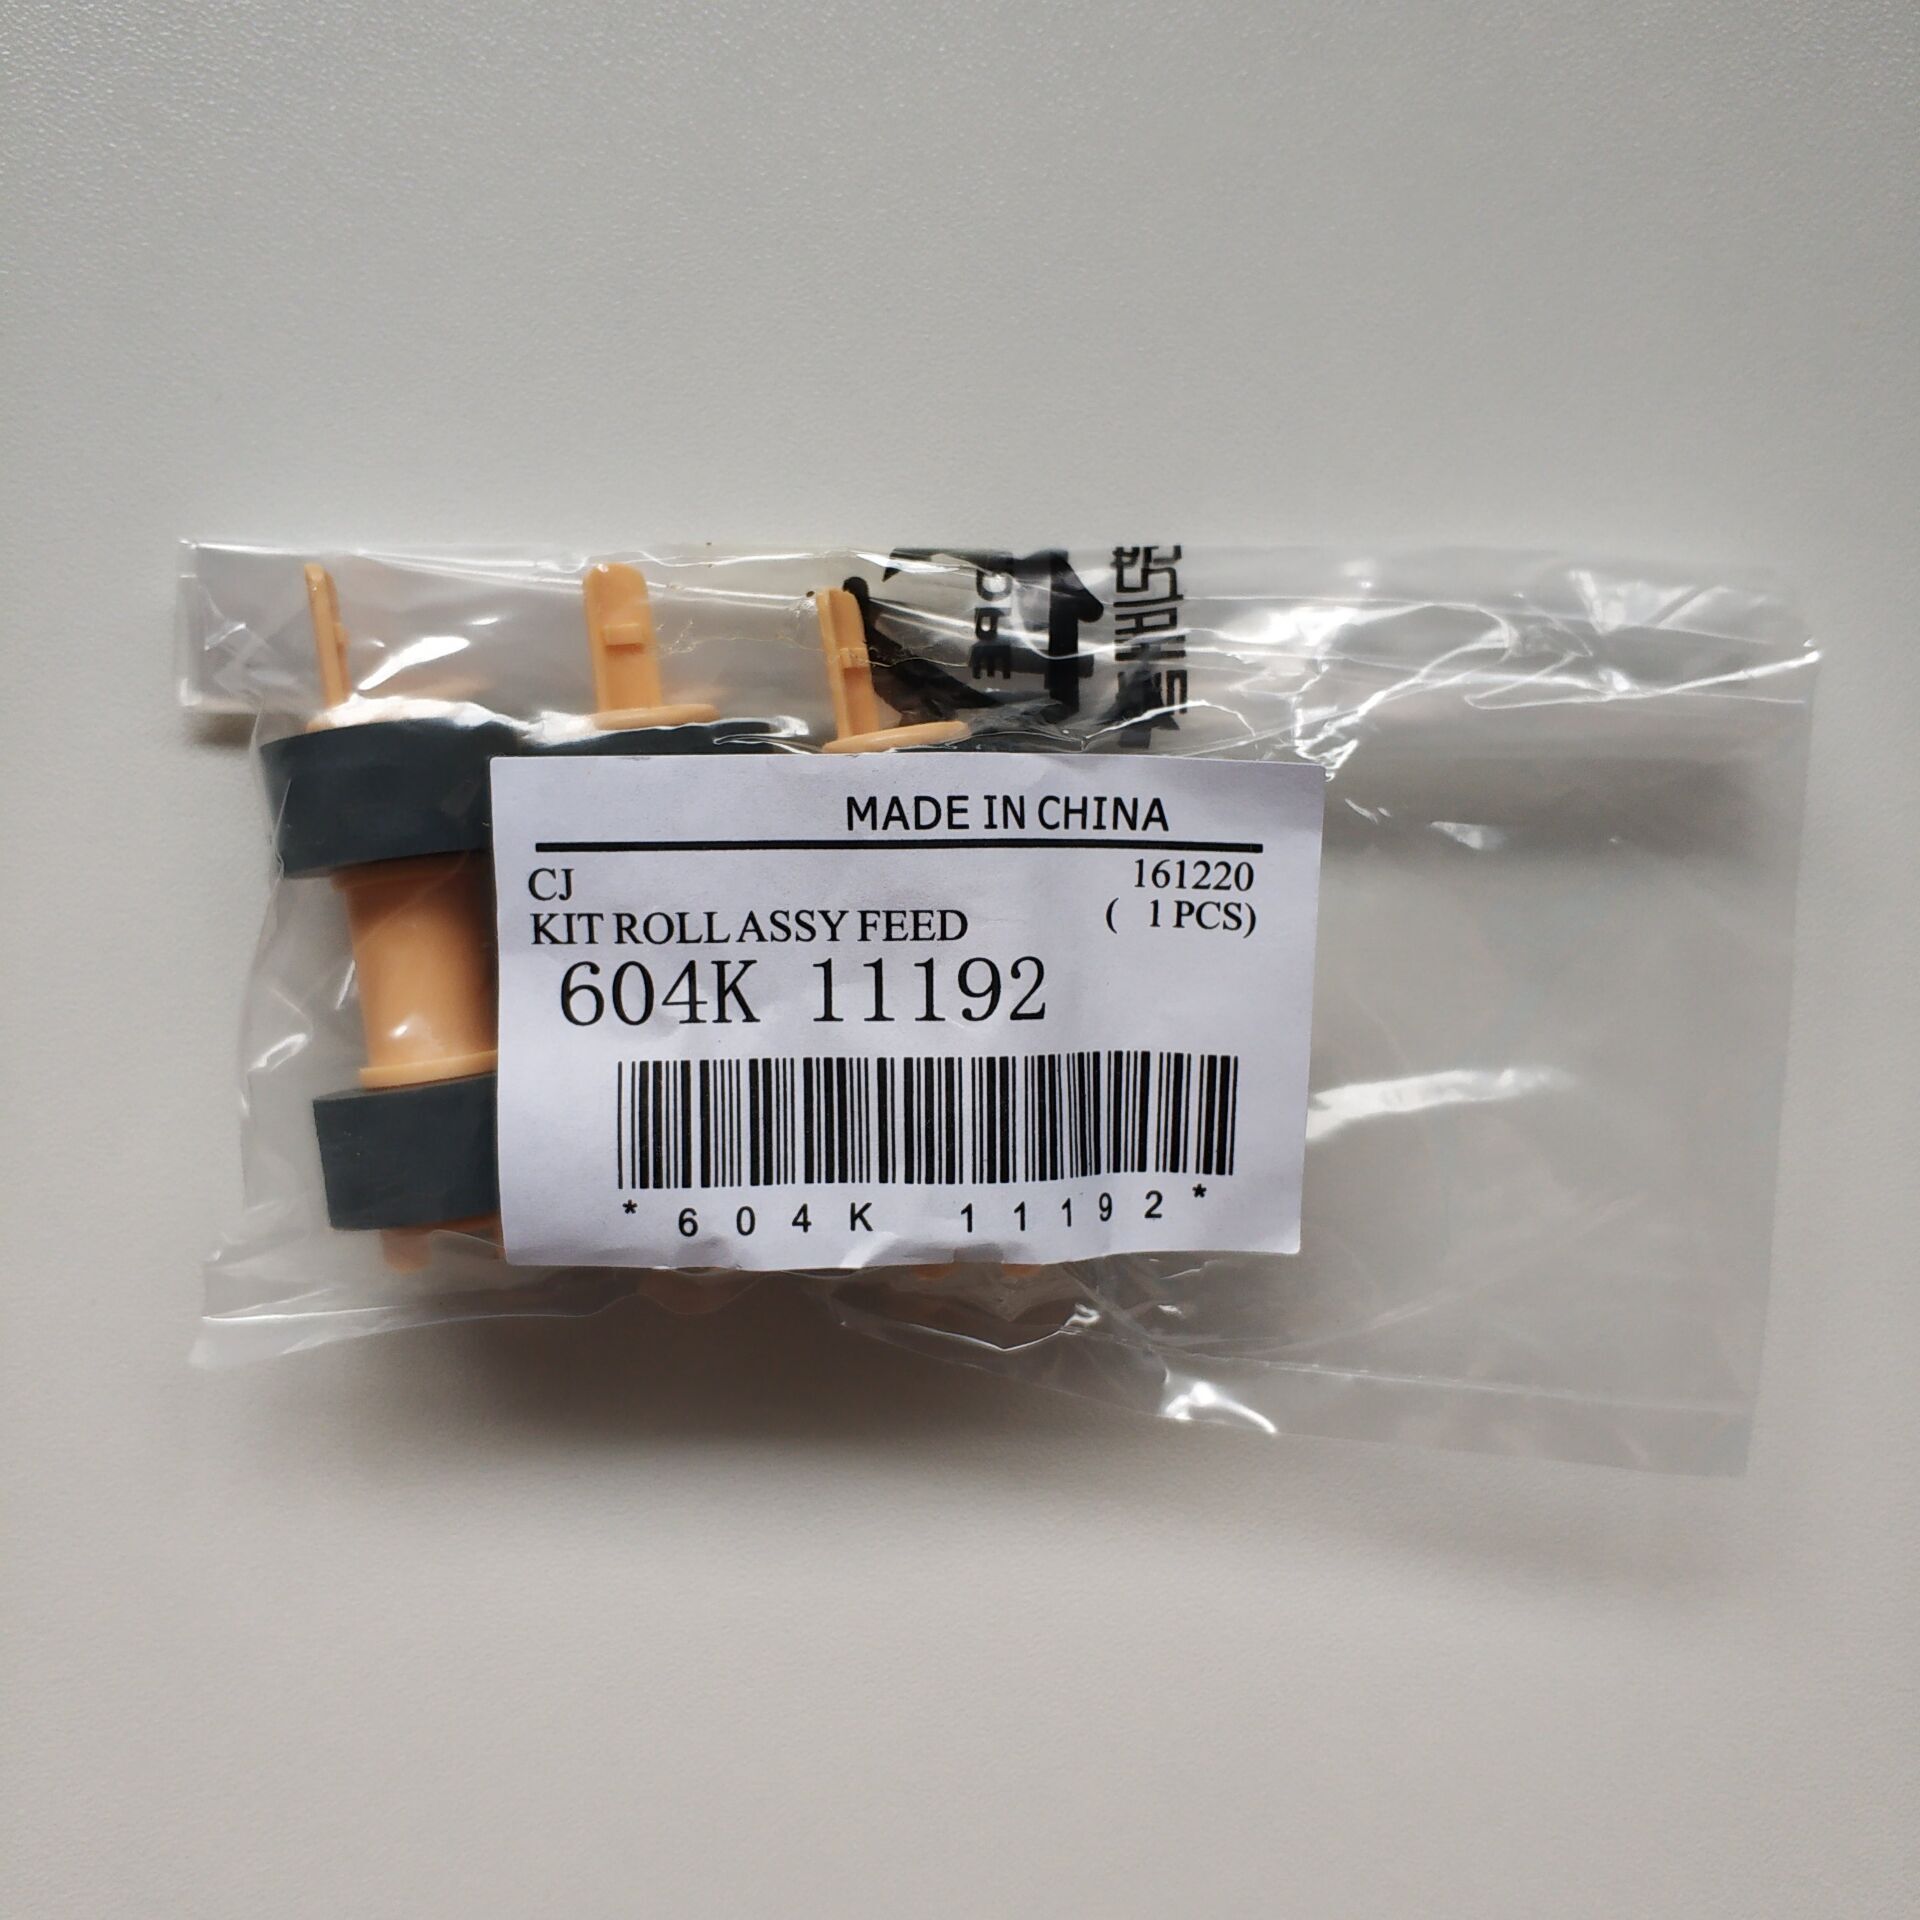 MADE IN CHINA
CJ 161220
KIT ROLL ASSY FEED ( 1 PCS)
604K 11192
*604K 11192*